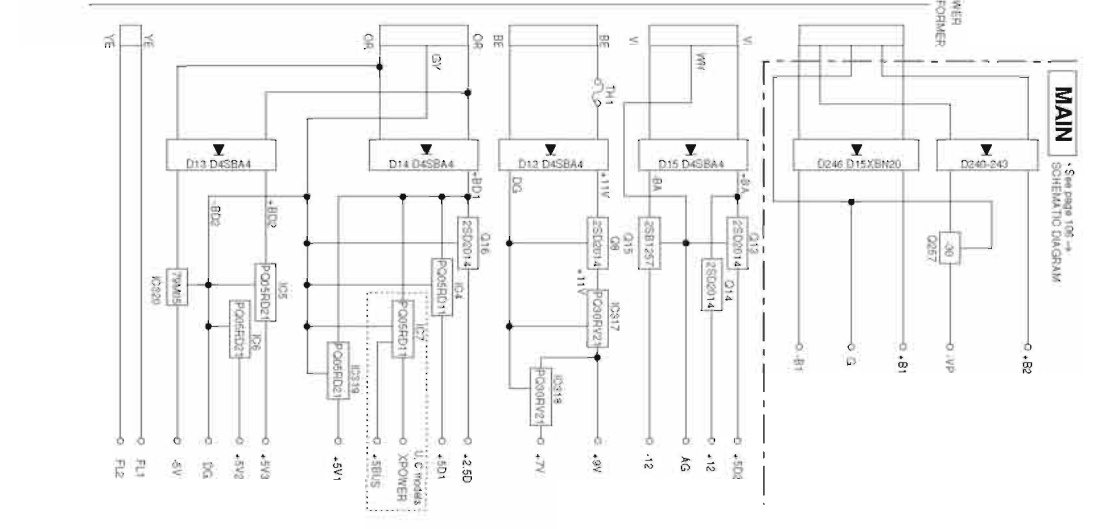 WER
FORMER
MAIN
* See page 106 →
SCHEMATIC DIAGRAM
YE
YE
OR
GY
OR
BE
BE
TH1
VI
WY
VI
D13 D4SBA4
D14 D4SBA4
D12 D4SBA4
D15 D4SBA4
D246 D15XBN20
D240-243
-BD2
+BD2
+BD1
DG
+11V
-BA
+BA
2SD2014
Q16
2SD2014
Q8
2SB1257
Q15
2SD2014
Q13
2SD2014
Q14
-30
Q257
79M05
IC320
PQ05RD21
IC5
PQ05RD21
IC6
PQ05RD11
IC4
PQ05RD11
IC7
PQ05RD21
IC319
+11V
PQ30RV21
IC317
PQ30RV21
IC318
-B1
G
+B1
-VP
+B2
FL2
FL1
-5V
DG
+5V2
+5V3
+5V1
+5BUS
XPOWER
U, C models
+5D1
+2.5D
+7V
+9V
-12
AG
+12
+5D2